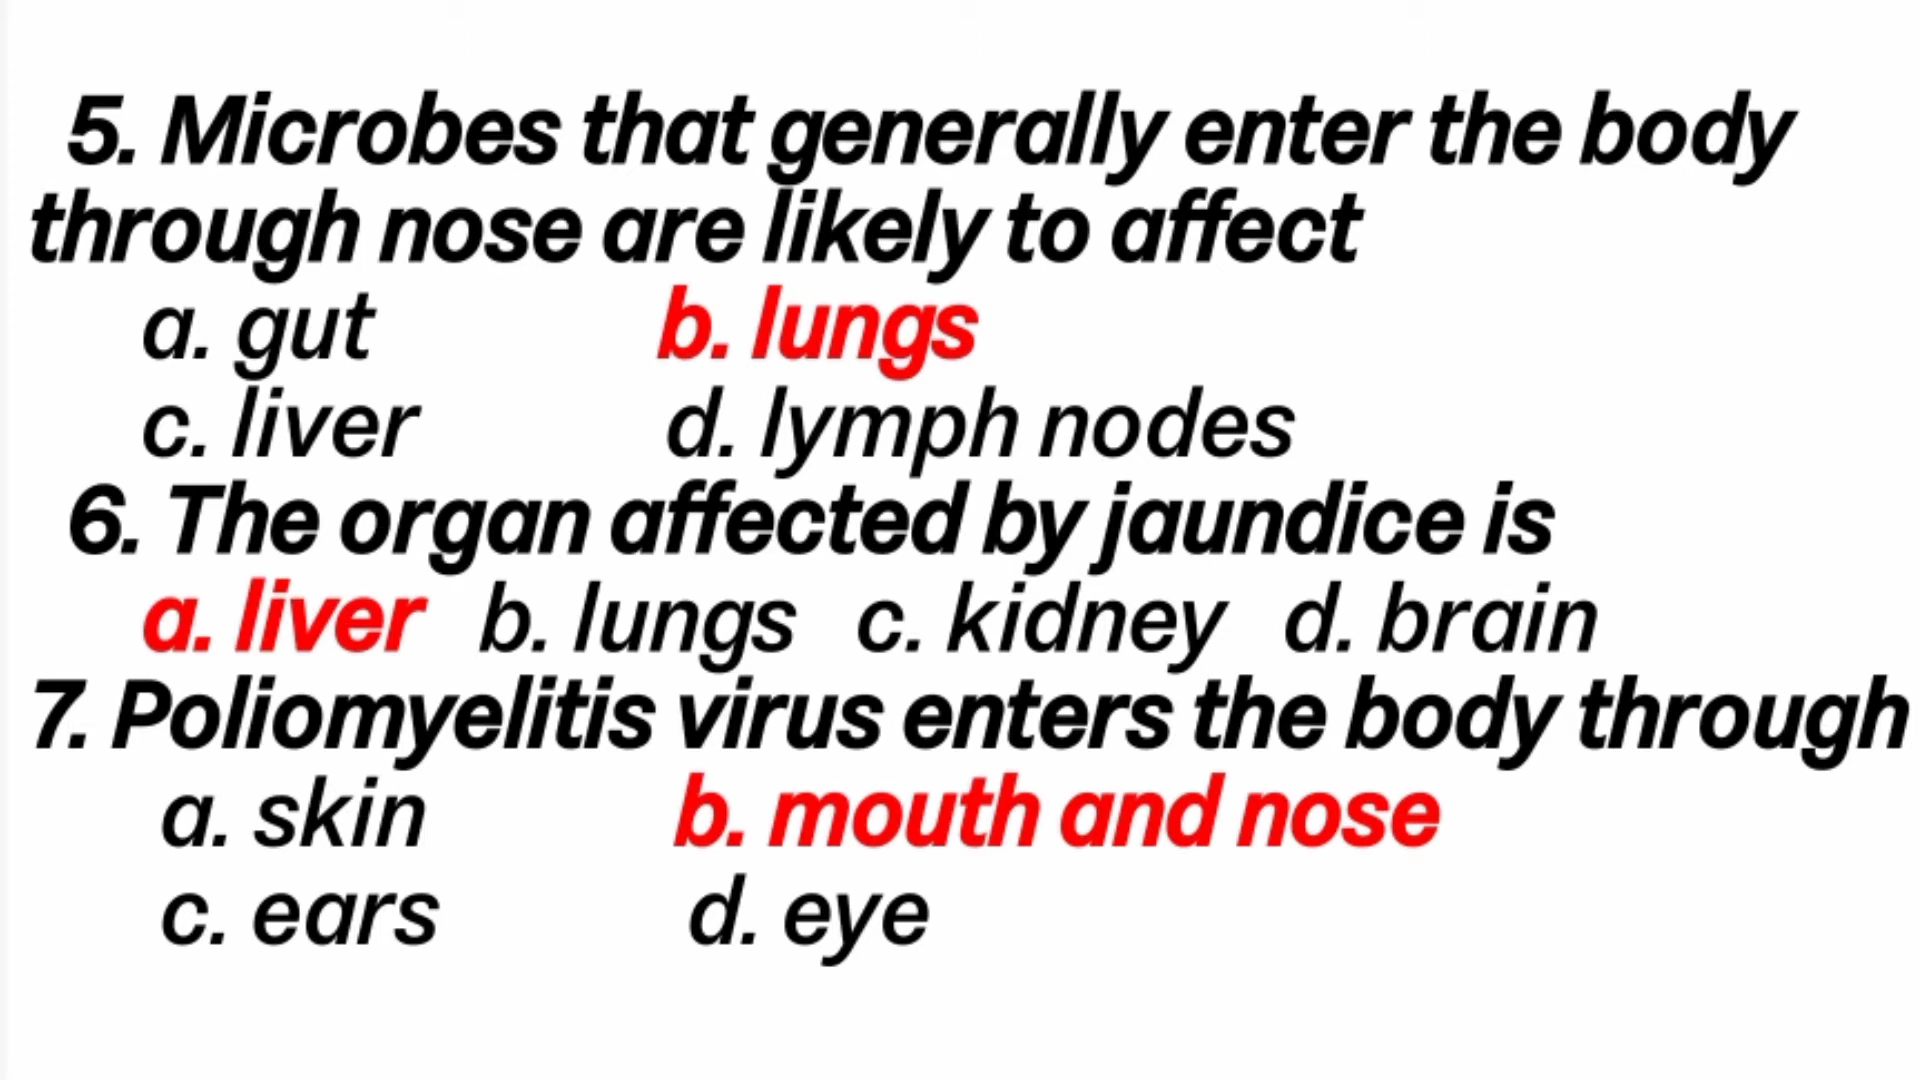 5. Microbes that generally enter the body
through nose are likely to affect
a. gut b. lungs
c. liver d. lymph nodes
6. The organ affected by jaundice is
a. liver b. lungs c. kidney d. brain
7. Poliomyelitis virus enters the body through
a. skin b. mouth and nose
c. ears d. eye